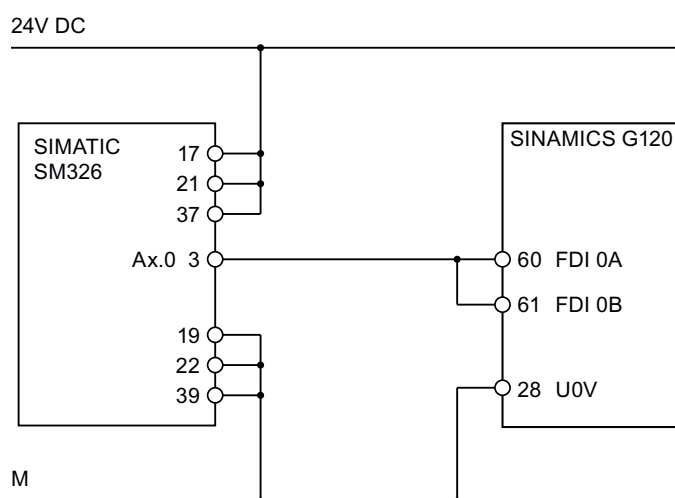 24V DC
SIMATIC
SM326
SINAMICS G120
17
21
37
Ax.0 3
60 FDI 0A
61 FDI 0B
19
22
39
28 U0V
M